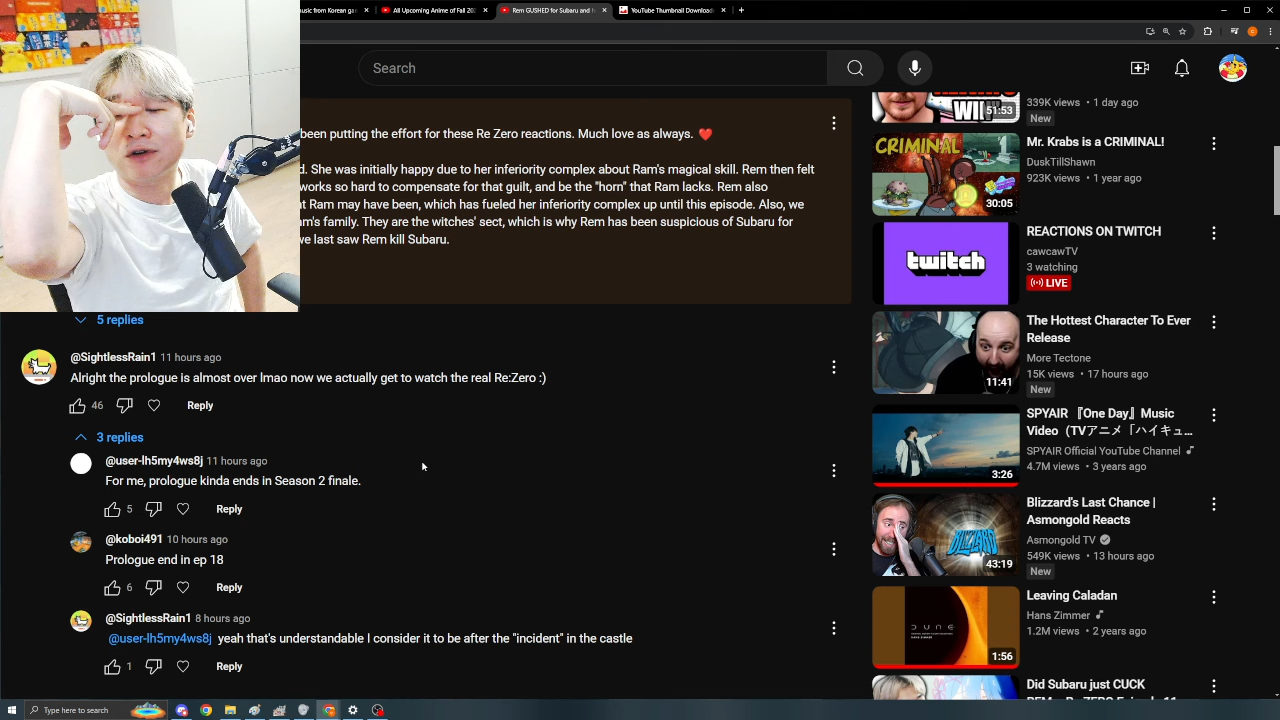 usic from Korean gam
All Upcoming Anime of Fall 202
Rem GUSHED for Subaru and h
YouTube Thumbnail Downloade
Search
been putting the effort for these Re Zero reactions. Much love as always. ❤️
d. She was initially happy due to her inferiority complex about Ram's magical skill. Rem then felt
works so hard to compensate for that guilt, and be the "horn" that Ram lacks. Rem also
t Ram may have been, which has fueled her inferiority complex up until this episode. Also, we
m's family. They are the witches' sect, which is why Rem has been suspicious of Subaru for
e last saw Rem kill Subaru.
5 replies
@SightlessRain1 11 hours ago
Alright the prologue is almost over lmao now we actually get to watch the real Re:Zero :)
46 Reply
3 replies
@user-lh5my4ws8j 11 hours ago
For me, prologue kinda ends in Season 2 finale.
5 Reply
@koboi491 10 hours ago
Prologue end in ep 18
6 Reply
@SightlessRain1 8 hours ago
@user-lh5my4ws8j yeah that's understandable I consider it to be after the "incident" in the castle
1 Reply
WIN
51:53
339K views • 1 day ago
New
CRIMINAL
30:05
Mr. Krabs is a CRIMINAL!
DuskTillShawn
923K views • 1 year ago
twitch
REACTIONS ON TWITCH
cawcawTV
3 watching
LIVE
11:41
The Hottest Character To Ever
Release
More Tectone
15K views • 17 hours ago
New
3:26
SPYAIR 『One Day』Music
Video（TVアニメ「ハイキュ...
SPYAIR Official YouTube Channel
4.7M views • 3 years ago
BLIZZARD
43:19
Blizzard's Last Chance |
Asmongold Reacts
Asmongold TV
549K views • 13 hours ago
New
DUNE
1:56
Leaving Caladan
Hans Zimmer
1.2M views • 2 years ago
Did Subaru just CUCK
Type here to search